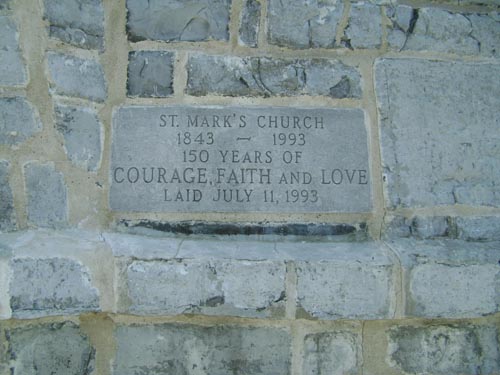 ST. MARK'S CHURCH
1843 — 1993
150 YEARS OF
COURAGE, FAITH AND LOVE
LAID JULY 11, 1993